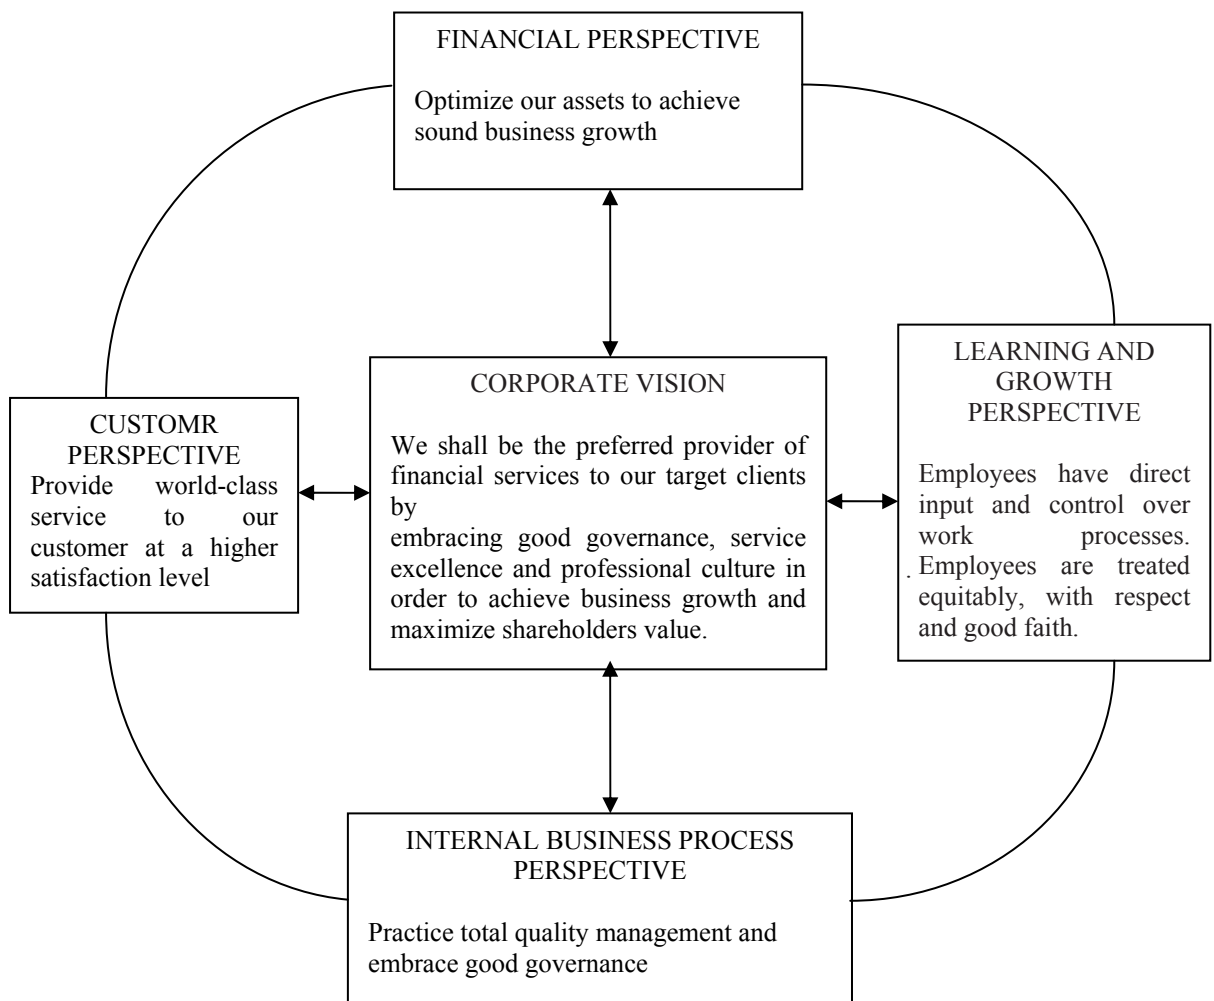 FINANCIAL PERSPECTIVE
Optimize our assets to achieve
sound business growth
CUSTOMR
PERSPECTIVE
Provide world-class
service to our
customer at a higher
satisfaction level
CORPORATE VISION
We shall be the preferred provider of
financial services to our target clients
by
embracing good governance, service
excellence and professional culture in
order to achieve business growth and
maximize shareholders value.
LEARNING AND
GROWTH
PERSPECTIVE
Employees have direct
input and control over
work processes.
. Employees are treated
equitably, with respect
and good faith.
INTERNAL BUSINESS PROCESS
PERSPECTIVE
Practice total quality management and
embrace good governance